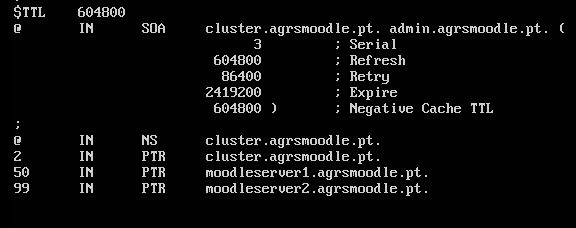 ;
$TTL    604800
@       IN      SOA     cluster.agrsmoodle.pt. admin.agrsmoodle.pt. (
                              3         ; Serial
                         604800         ; Refresh
                          86400         ; Retry
                        2419200         ; Expire
                         604800 )       ; Negative Cache TTL
;
@       IN      NS      cluster.agrsmoodle.pt.
2       IN      PTR     cluster.agrsmoodle.pt.
50      IN      PTR     moodleserver1.agrsmoodle.pt.
99      IN      PTR     moodleserver2.agrsmoodle.pt.